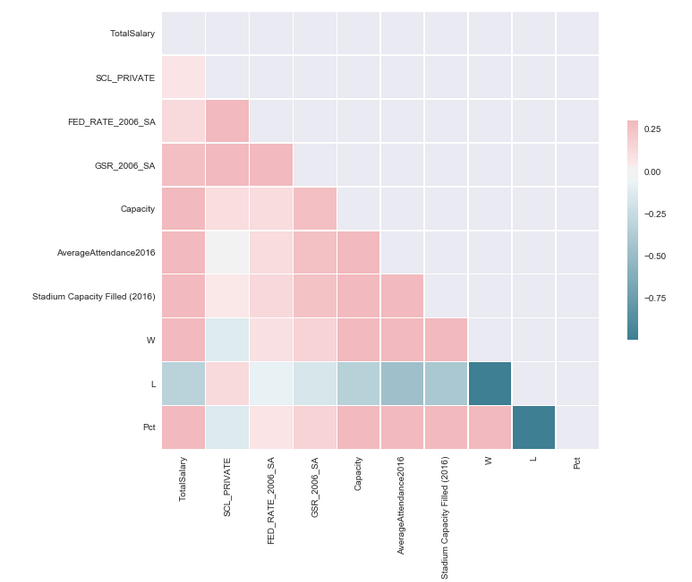 TotalSalary
SCL_PRIVATE
FED_RATE_2006_SA
GSR_2006_SA
Capacity
AverageAttendance2016
Stadium Capacity Filled (2016)
W
L
Pct
TotalSalary
SCL_PRIVATE
FED_RATE_2006_SA
GSR_2006_SA
Capacity
AverageAttendance2016
Stadium Capacity Filled (2016)
W
L
Pct
0.25
0.00
−0.25
−0.50
−0.75